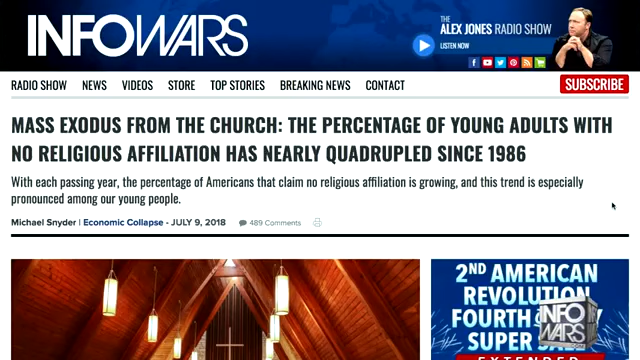 INFOWARS
THE
ALEX JONES RADIO SHOW
LISTEN NOW
RADIO SHOW NEWS VIDEOS STORE TOP STORIES BREAKING NEWS CONTACT
SUBSCRIBE
MASS EXODUS FROM THE CHURCH: THE PERCENTAGE OF YOUNG ADULTS WITH
NO RELIGIOUS AFFILIATION HAS NEARLY QUADRUPLED SINCE 1986
With each passing year, the percentage of Americans that claim no religious affiliation is growing, and this trend is especially
pronounced among our young people.
Michael Snyder | Economic Collapse - JULY 9, 2018 489 Comments
2ND AMERICAN
REVOLUTION
FOURTH
SUPER
EXTENDED
INFO
WARS